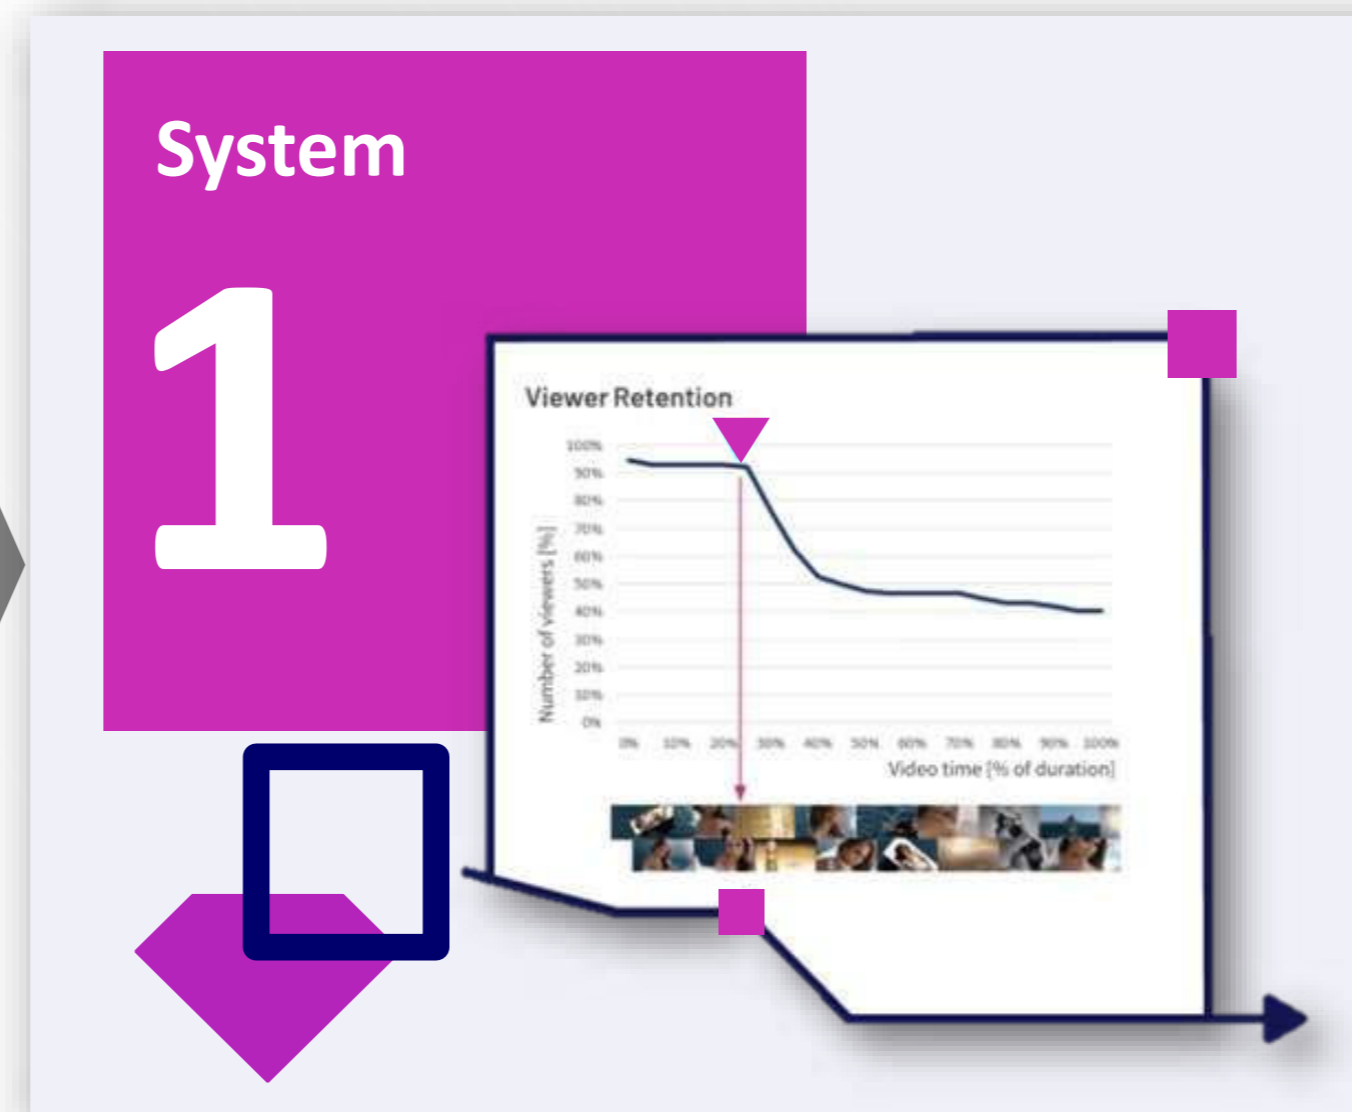 System
1
Viewer Retention
Number of viewers [%]
100%
90%
80%
70%
60%
50%
40%
30%
20%
10%
0%
0% 10% 20% 30% 40% 50% 60% 70% 80% 90% 100%
Video time [% of duration]